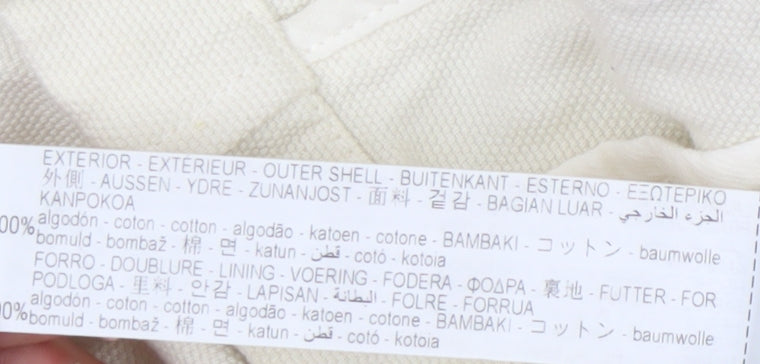 EXTERIOR - EXTÉRIEUR - OUTER SHELL - BUITENKANT - ESTERNO - ΕΞΩΤΕΡΙΚΟ
外側 - AUSSEN - YDRE - ZUNANJOST - 面料 - 겉감 - BAGIAN LUAR - الجزء الخارجي
KANPOKOA
00% algodón - coton - cotton - algodão - katoen - cotone - BAMBAKI - コットン - baumwolle
bomuld - bombaž - 棉 - 면 - katun - قطن - cotó - kotoia
FORRO - DOUBLURE - LINING - VOERING - FODERA - ΦΟΔΡΑ - 裏地 - FUTTER - FOR
PODLOGA - 里料 - 안감 - LAPISAN - البطانة - FOLRE - FORRUA
00% algodón - coton - cotton - algodão - katoen - cotone - BAMBAKI - コットン - baumwolle
bomuld - bombaž - 棉 - 면 - katun - قطن - cotó - kotoia